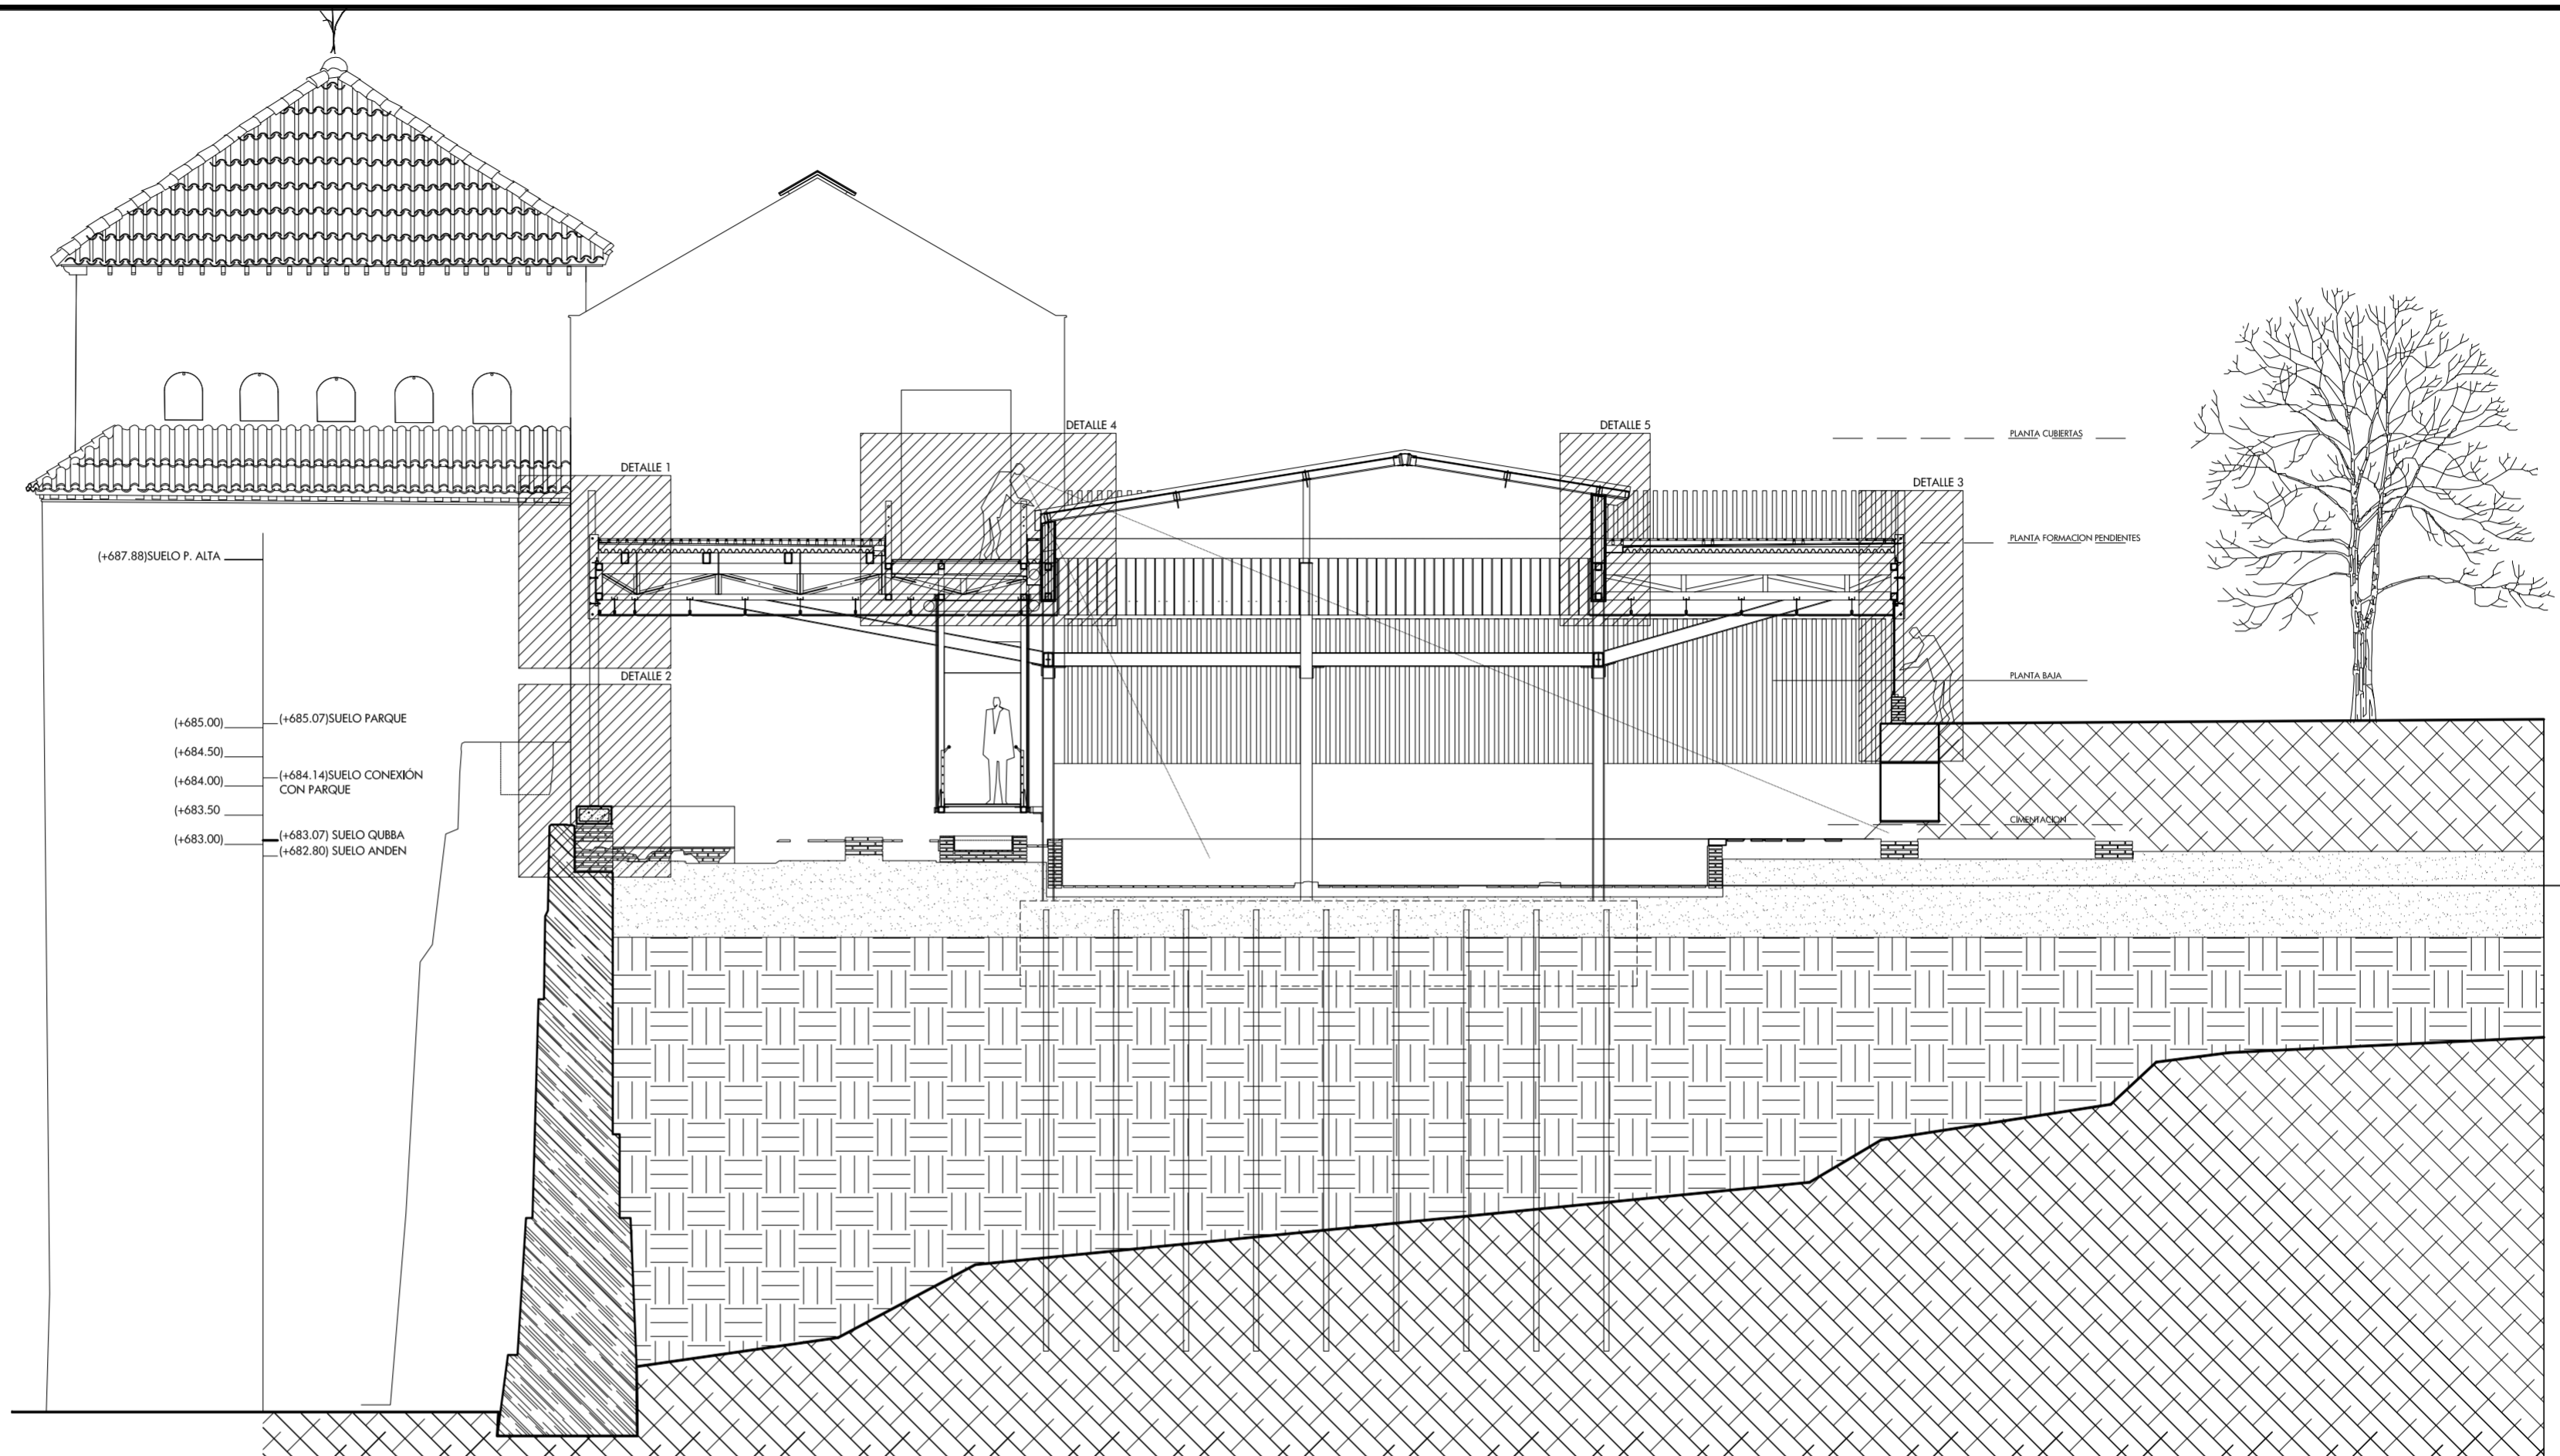 DETALLE 4
DETALLE 5
PLANTA CUBIERTAS
DETALLE 1
DETALLE 3
(+687.88)SUELO P. ALTA
PLANTA FORMACION PENDIENTES
DETALLE 2
PLANTA BAJA
(+685.00)
(+685.07)SUELO PARQUE
(+684.50)
(+684.14)SUELO CONEXIÓN
CON PARQUE
(+684.00)
(+683.50
(+683.07) SUELO QUBBA
(+683.00)
(+682.80) SUELO ANDEN
CIMENTACION